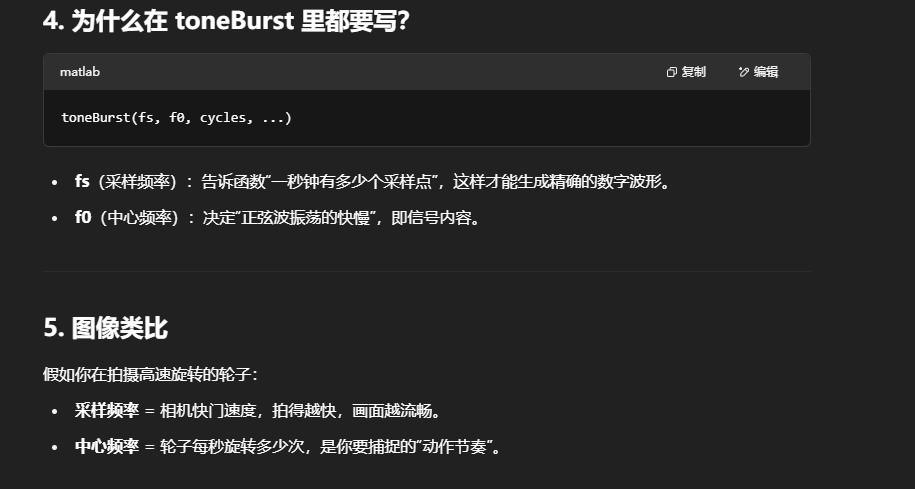 4. 为什么在 toneBurst 里都要写？
matlab 复制 编辑
toneBurst(fs, f0, cycles, ...)
• fs（采样频率）：告诉函数“一秒钟有多少个采样点”，这样才能生成精确的数字波形。
• f0（中心频率）：决定“正弦波振荡的快慢”，即信号内容。
5. 图像类比
假如你在拍摄高速旋转的轮子：
• 采样频率 = 相机快门速度，拍得越快，画面越流畅。
• 中心频率 = 轮子每秒旋转多少次，是你要捕捉的“动作节奏”。